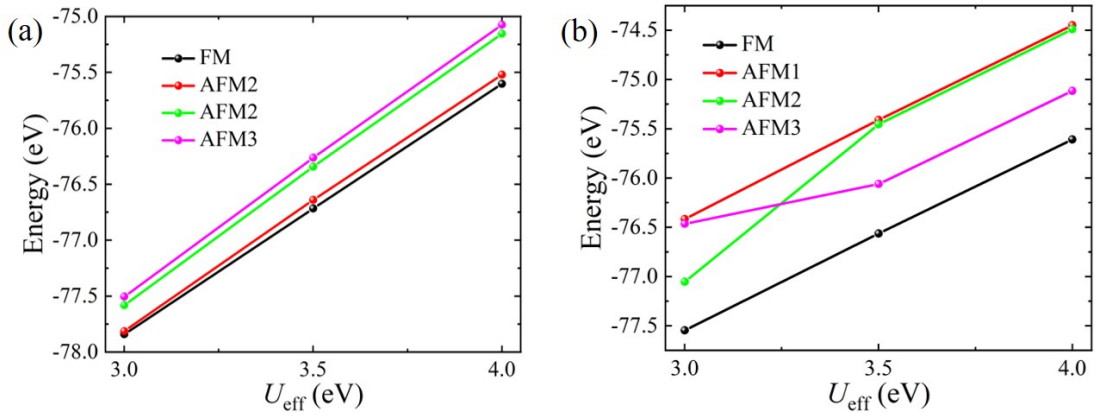 (a)
Energy (eV)
-75.0
-75.5
-76.0
-76.5
-77.0
-77.5
-78.0
FM
AFM2
AFM2
AFM3
3.0 3.5 4.0
Ueff (eV)
(b)
Energy (eV)
-74.5
-75.0
-75.5
-76.0
-76.5
-77.0
-77.5
FM
AFM1
AFM2
AFM3
3.0 3.5 4.0
Ueff (eV)